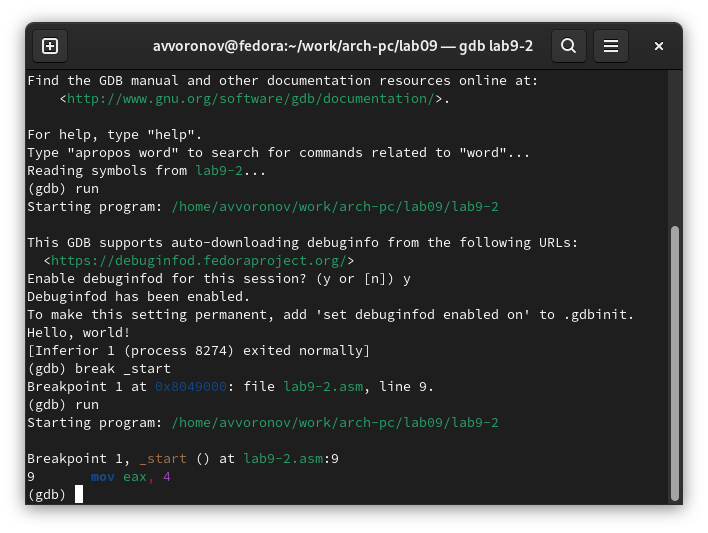 avvoronov@fedora:~/work/arch-pc/lab09 — gdb lab9-2
Find the GDB manual and other documentation resources online at:
    <http://www.gnu.org/software/gdb/documentation/>.

For help, type "help".
Type "apropos word" to search for commands related to "word"...
Reading symbols from lab9-2...
(gdb) run
Starting program: /home/avvoronov/work/arch-pc/lab09/lab9-2

This GDB supports auto-downloading debuginfo from the following URLs:
  <https://debuginfod.fedoraproject.org/>
Enable debuginfod for this session? (y or [n]) y
Debuginfod has been enabled.
To make this setting permanent, add 'set debuginfod enabled on' to .gdbinit.
Hello, world!
[Inferior 1 (process 8274) exited normally]
(gdb) break _start
Breakpoint 1 at 0x8049000: file lab9-2.asm, line 9.
(gdb) run
Starting program: /home/avvoronov/work/arch-pc/lab09/lab9-2

Breakpoint 1, _start () at lab9-2.asm:9
9       mov eax, 4
(gdb)